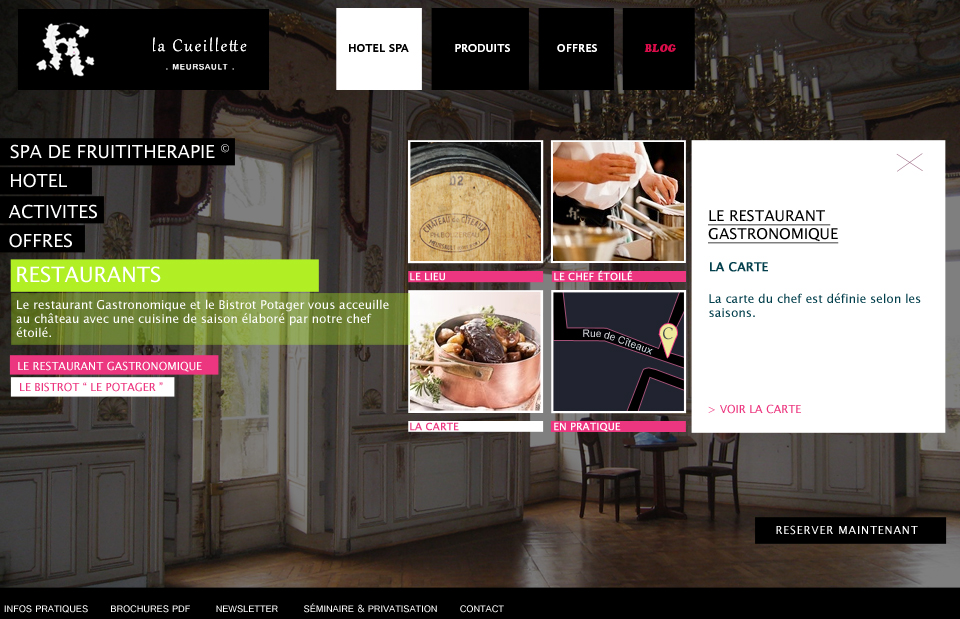 la Cueillette
. MEURSAULT .
HOTEL SPA
PRODUITS
OFFRES
BLOG
SPA DE FRUITITHERAPIE ©
HOTEL
ACTIVITES
OFFRES
RESTAURANTS
Le restaurant Gastronomique et le Bistrot Potager vous acceuille
au château avec une cuisine de saison élaboré par notre chef
étoilé.
LE RESTAURANT GASTRONOMIQUE
LE BISTROT “ LE POTAGER ”
D2
CHÂTEAU DE CÎTEAUX
LE LIEU
LE CHEF ÉTOILÉ
Rue de Cîteaux
C
LA CARTE
EN PRATIQUE
LE RESTAURANT
GASTRONOMIQUE
LA CARTE
La carte du chef est définie selon les
saisons.
> VOIR LA CARTE
RESERVER MAINTENANT
INFOS PRATIQUES
BROCHURES PDF
NEWSLETTER
SÉMINAIRE & PRIVATISATION
CONTACT